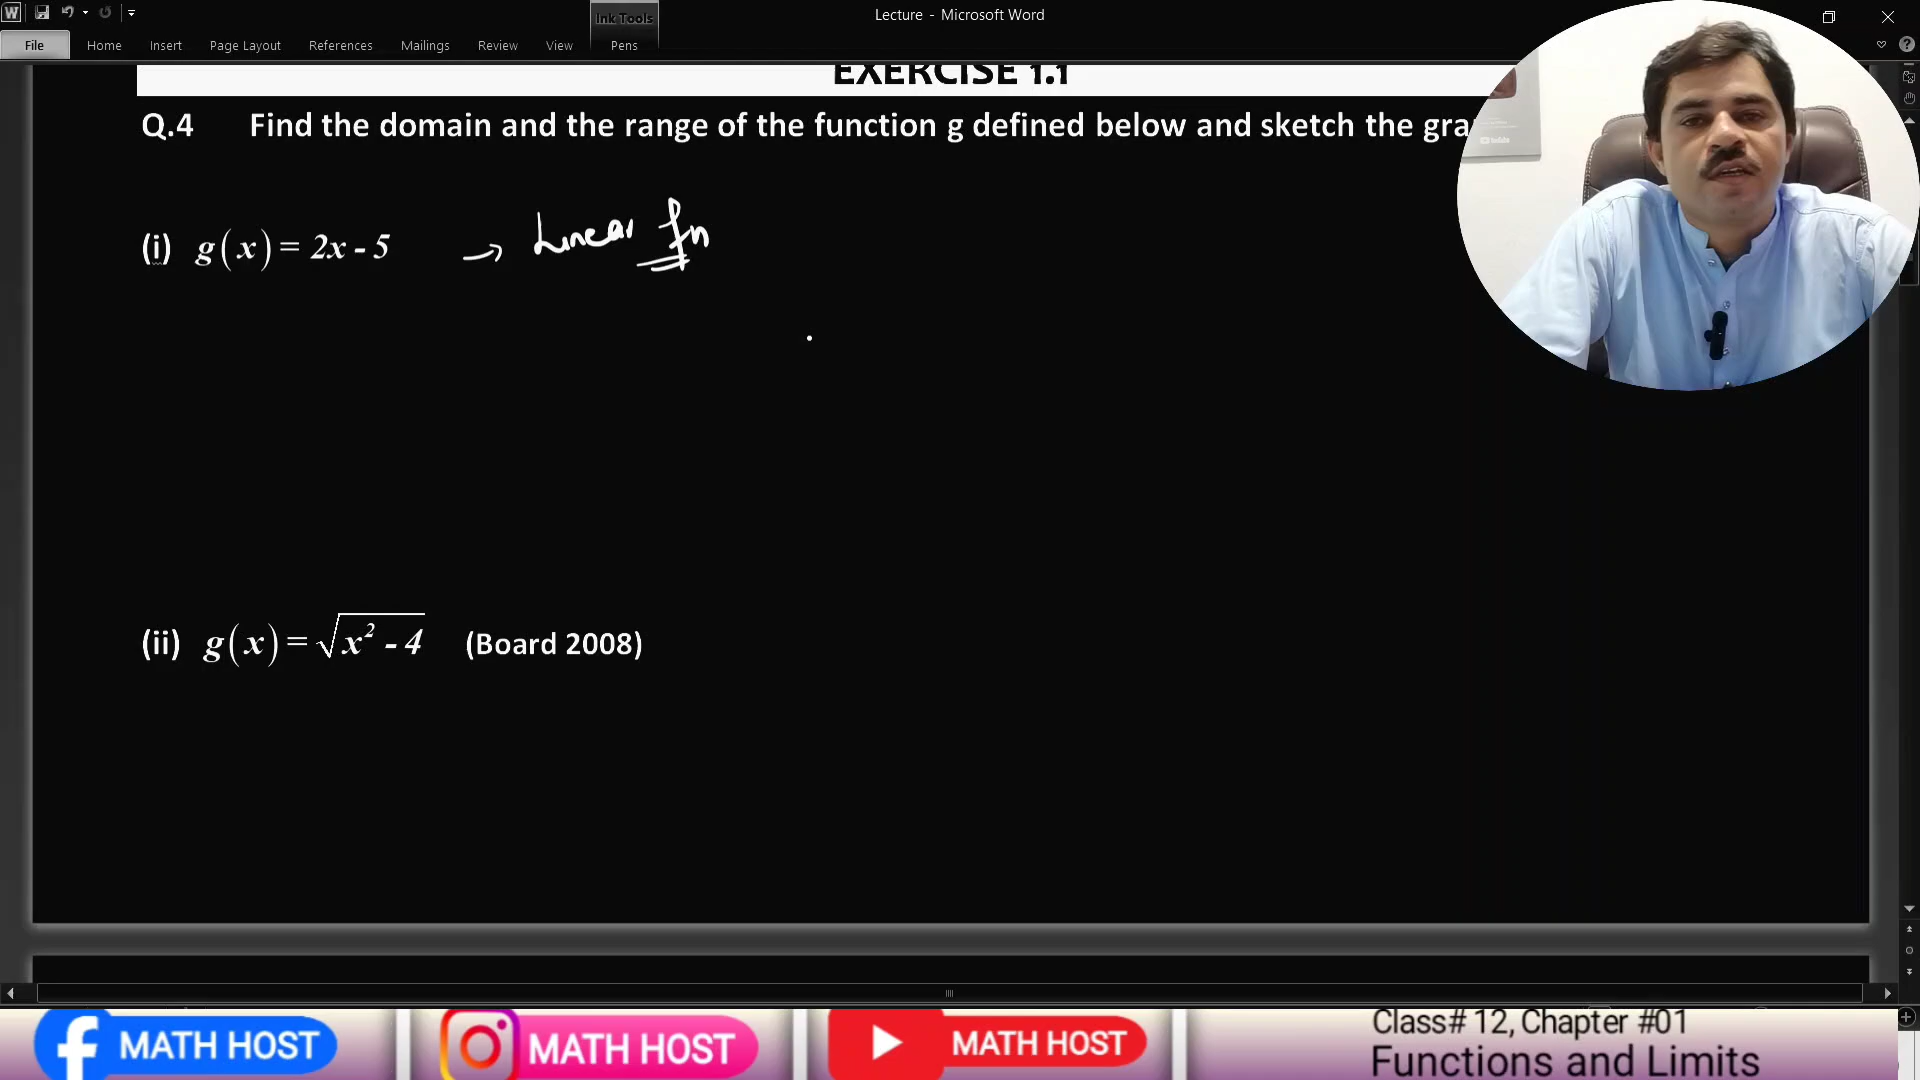 Lecture - Microsoft Word
Ink Tools
File Home Insert Page Layout References Mailings Review View Pens
EXERCISE 1.1
Q.4 Find the domain and the range of the function g defined below and sketch the gra
(i) g(x) = 2x - 5 → Linear fn
(ii) g(x) = √(x² - 4) (Board 2008)
MATH HOST MATH HOST MATH HOST
Class# 12, Chapter #01
Functions and Limits